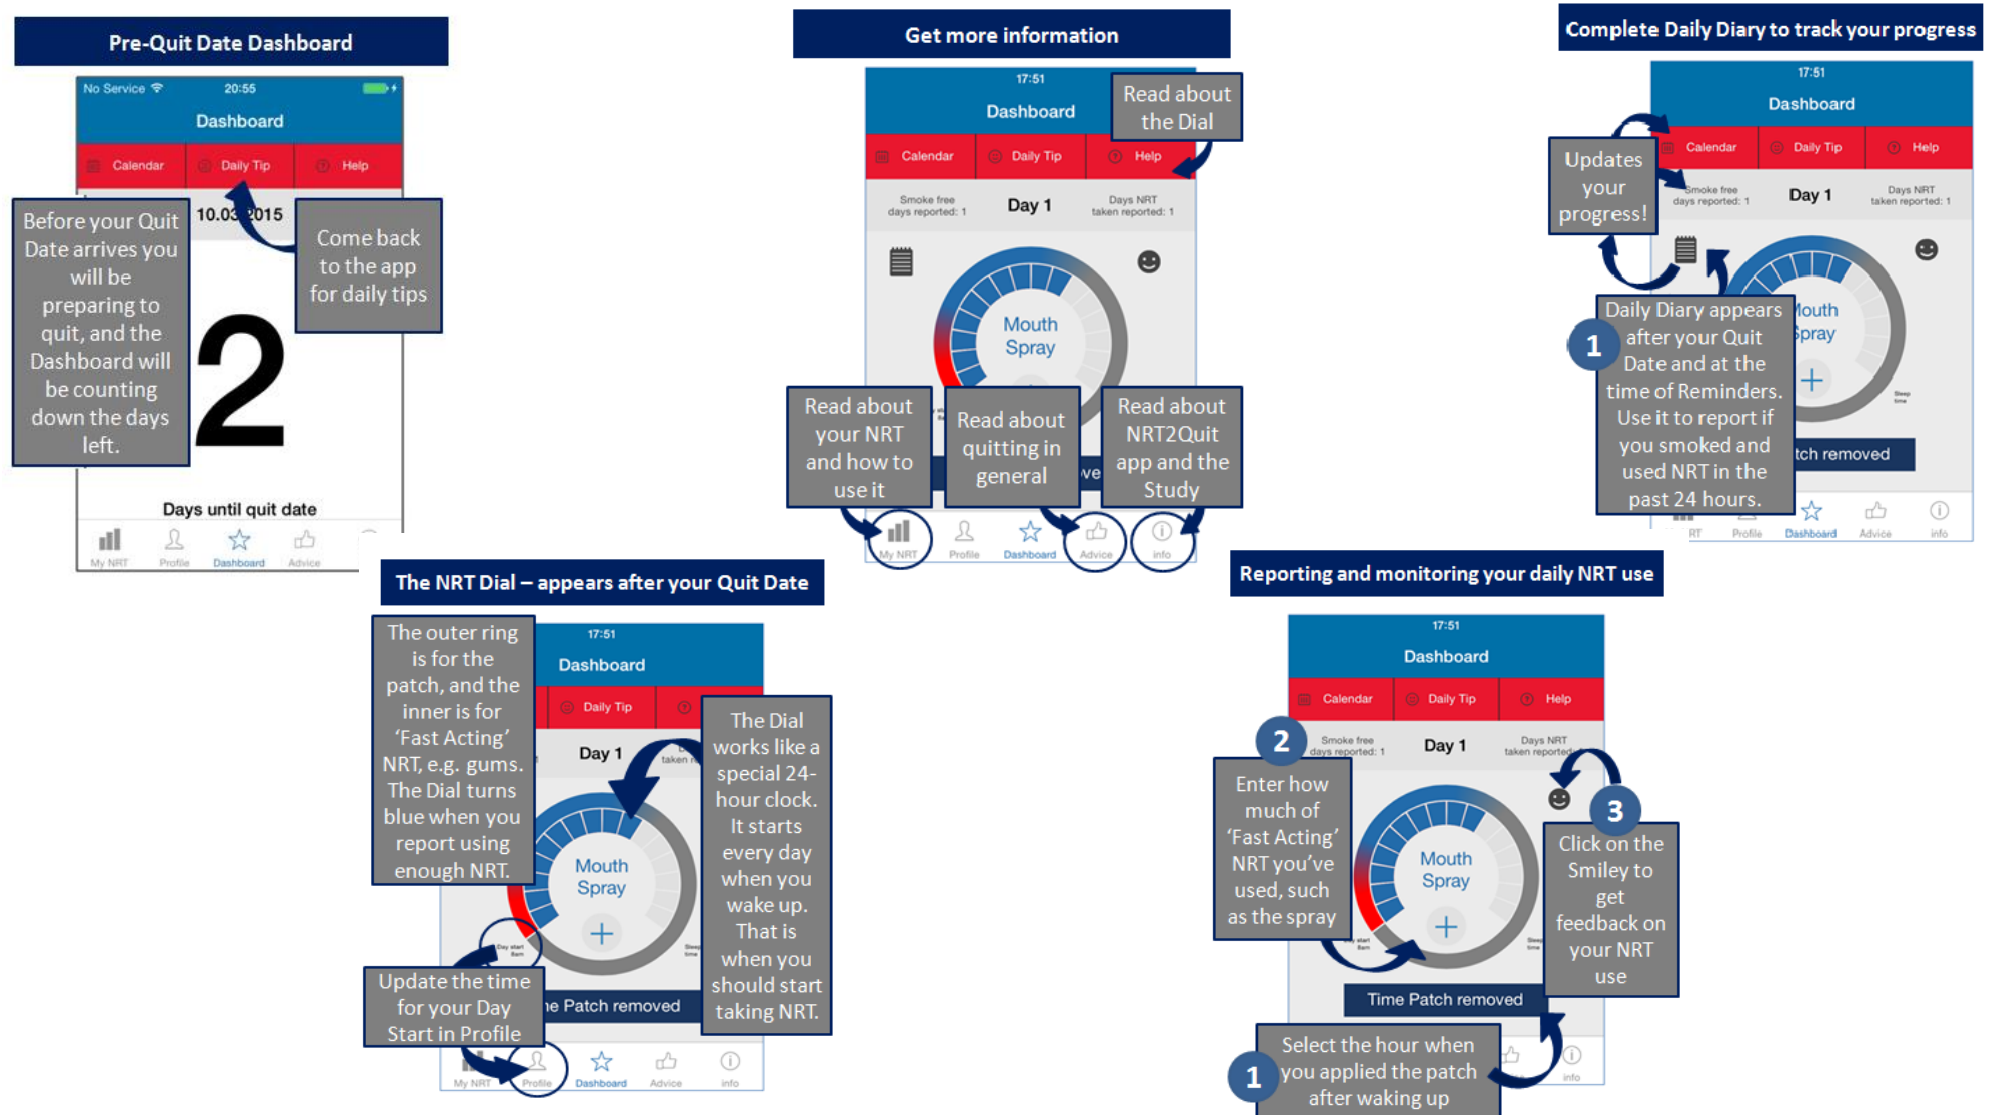 Pre-Quit Date Dashboard
No Service
20:55
Dashboard
Calendar
Daily Tip
Help
10.03.2015
Before your Quit
Date arrives you
will be
preparing to
quit, and the
Dashboard will
be counting
down the days
left.
Come back
to the app
for daily tips
2
Days until quit date
My NRT
Profile
Dashboard
Advice
Get more information
17:51
Dashboard
Read about
the Dial
Calendar
Daily Tip
Help
Smoke free
days reported: 1
Day 1
Days NRT
taken reported: 1
Mouth
Spray
Read about
your NRT
and how to
use it
Read about
quitting in
general
Read about
NRT2Quit
app and the
Study
My NRT
Profile
Dashboard
Advice
info
Complete Daily Diary to track your progress
17:51
Dashboard
Calendar
Daily Tip
Help
Updates
your
progress!
Smoke free
days reported: 1
Day 1
Days NRT
taken reported: 1
1
Daily Diary appears
after your Quit
Date and at the
time of Reminders.
Use it to report if
you smoked and
used NRT in the
past 24 hours.
Mouth
Spray
+
Sleep
time
tch removed
RT
Profile
Dashboard
Advice
info
The NRT Dial – appears after your Quit Date
17:51
Dashboard
Daily Tip
The outer ring
is for the
patch, and the
inner is for
‘Fast Acting’
NRT, e.g. gums.
The Dial turns
blue when you
report using
enough NRT.
Day 1
taken
The Dial
works like a
special 24-
hour clock.
It starts
every day
when you
wake up.
That is
when you
should start
taking NRT.
Mouth
Spray
+
Day start
8am
Sleep
time
Update the time
for your Day
Start in Profile
me Patch removed
My NRT
Profile
Dashboard
Advice
info
Reporting and monitoring your daily NRT use
17:51
Dashboard
Calendar
Daily Tip
Help
2
Smoke free
days reported: 1
Day 1
Days NRT
taken reported:
Enter how
much of
‘Fast Acting’
NRT you’ve
used, such
as the spray
3
Click on the
Smiley to
get
feedback on
your NRT
use
Mouth
Spray
+
Day start
8am
Sleep
time
Time Patch removed
1
Select the hour when
you applied the patch
after waking up
info